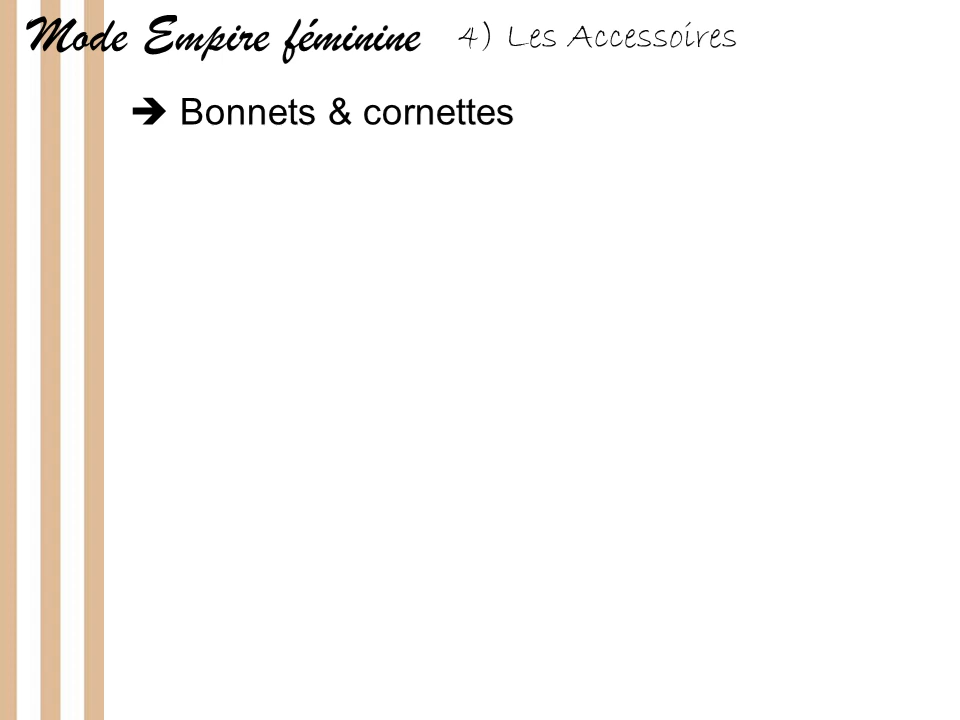 Mode Empire féminine 4) Les Accessoires
➔ Bonnets & cornettes